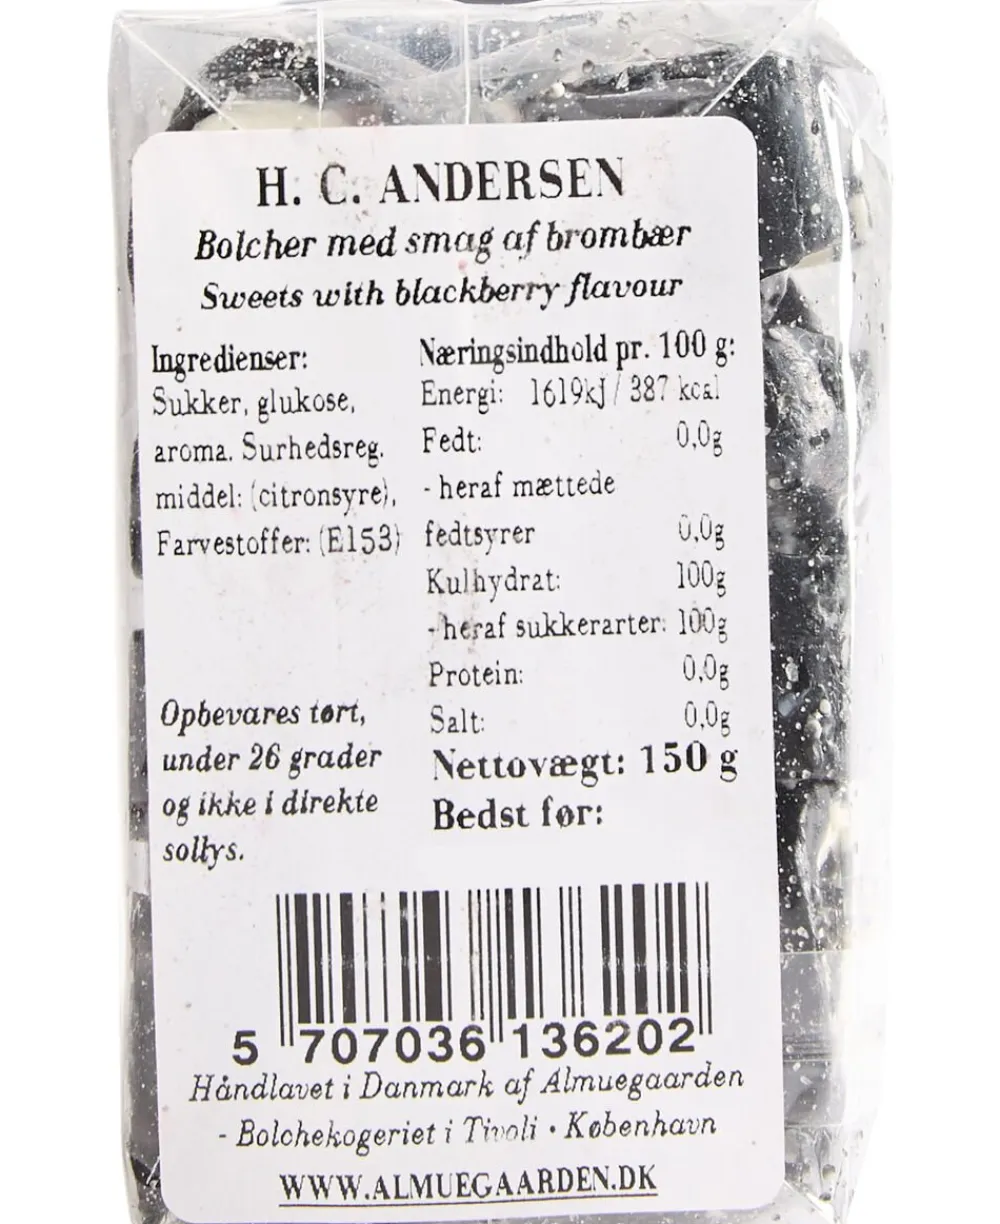 H. C. ANDERSEN
Bolcher med smag af brombær
Sweets with blackberry flavour
Ingredienser:
Sukker, glukose,
aroma. Surhedsreg.
middel: (citronsyre),
Farvestoffer: (E153)
Opbevares tørt,
under 26 grader
og ikke i direkte
sollys.
Næringsindhold pr. 100 g:
Energi: 1619kJ / 387 kcal
Fedt: 0,0g
- heraf mættede
fedtsyrer 0,0g
Kulhydrat: 100g
- heraf sukkerarter: 100g
Protein: 0,0g
Salt: 0,0g
Nettovægt: 150 g
Bedst før:
5 707036 136202
Håndlavet i Danmark af Almuegaarden
- Bolchekogeriet i Tivoli • København
WWW.ALMUEGAARDEN.DK